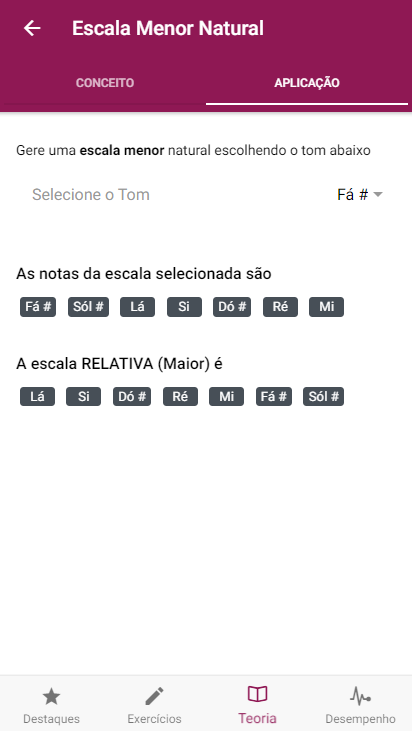 Escala Menor Natural
CONCEITO APLICAÇÃO
Gere uma escala menor natural escolhendo o tom abaixo
Selecione o Tom Fá #
As notas da escala selecionada são
Fá # Sól # Lá Si Dó # Ré Mi
A escala RELATIVA (Maior) é
Lá Si Dó # Ré Mi Fá # Sól #
Destaques Exercícios Teoria Desempenho